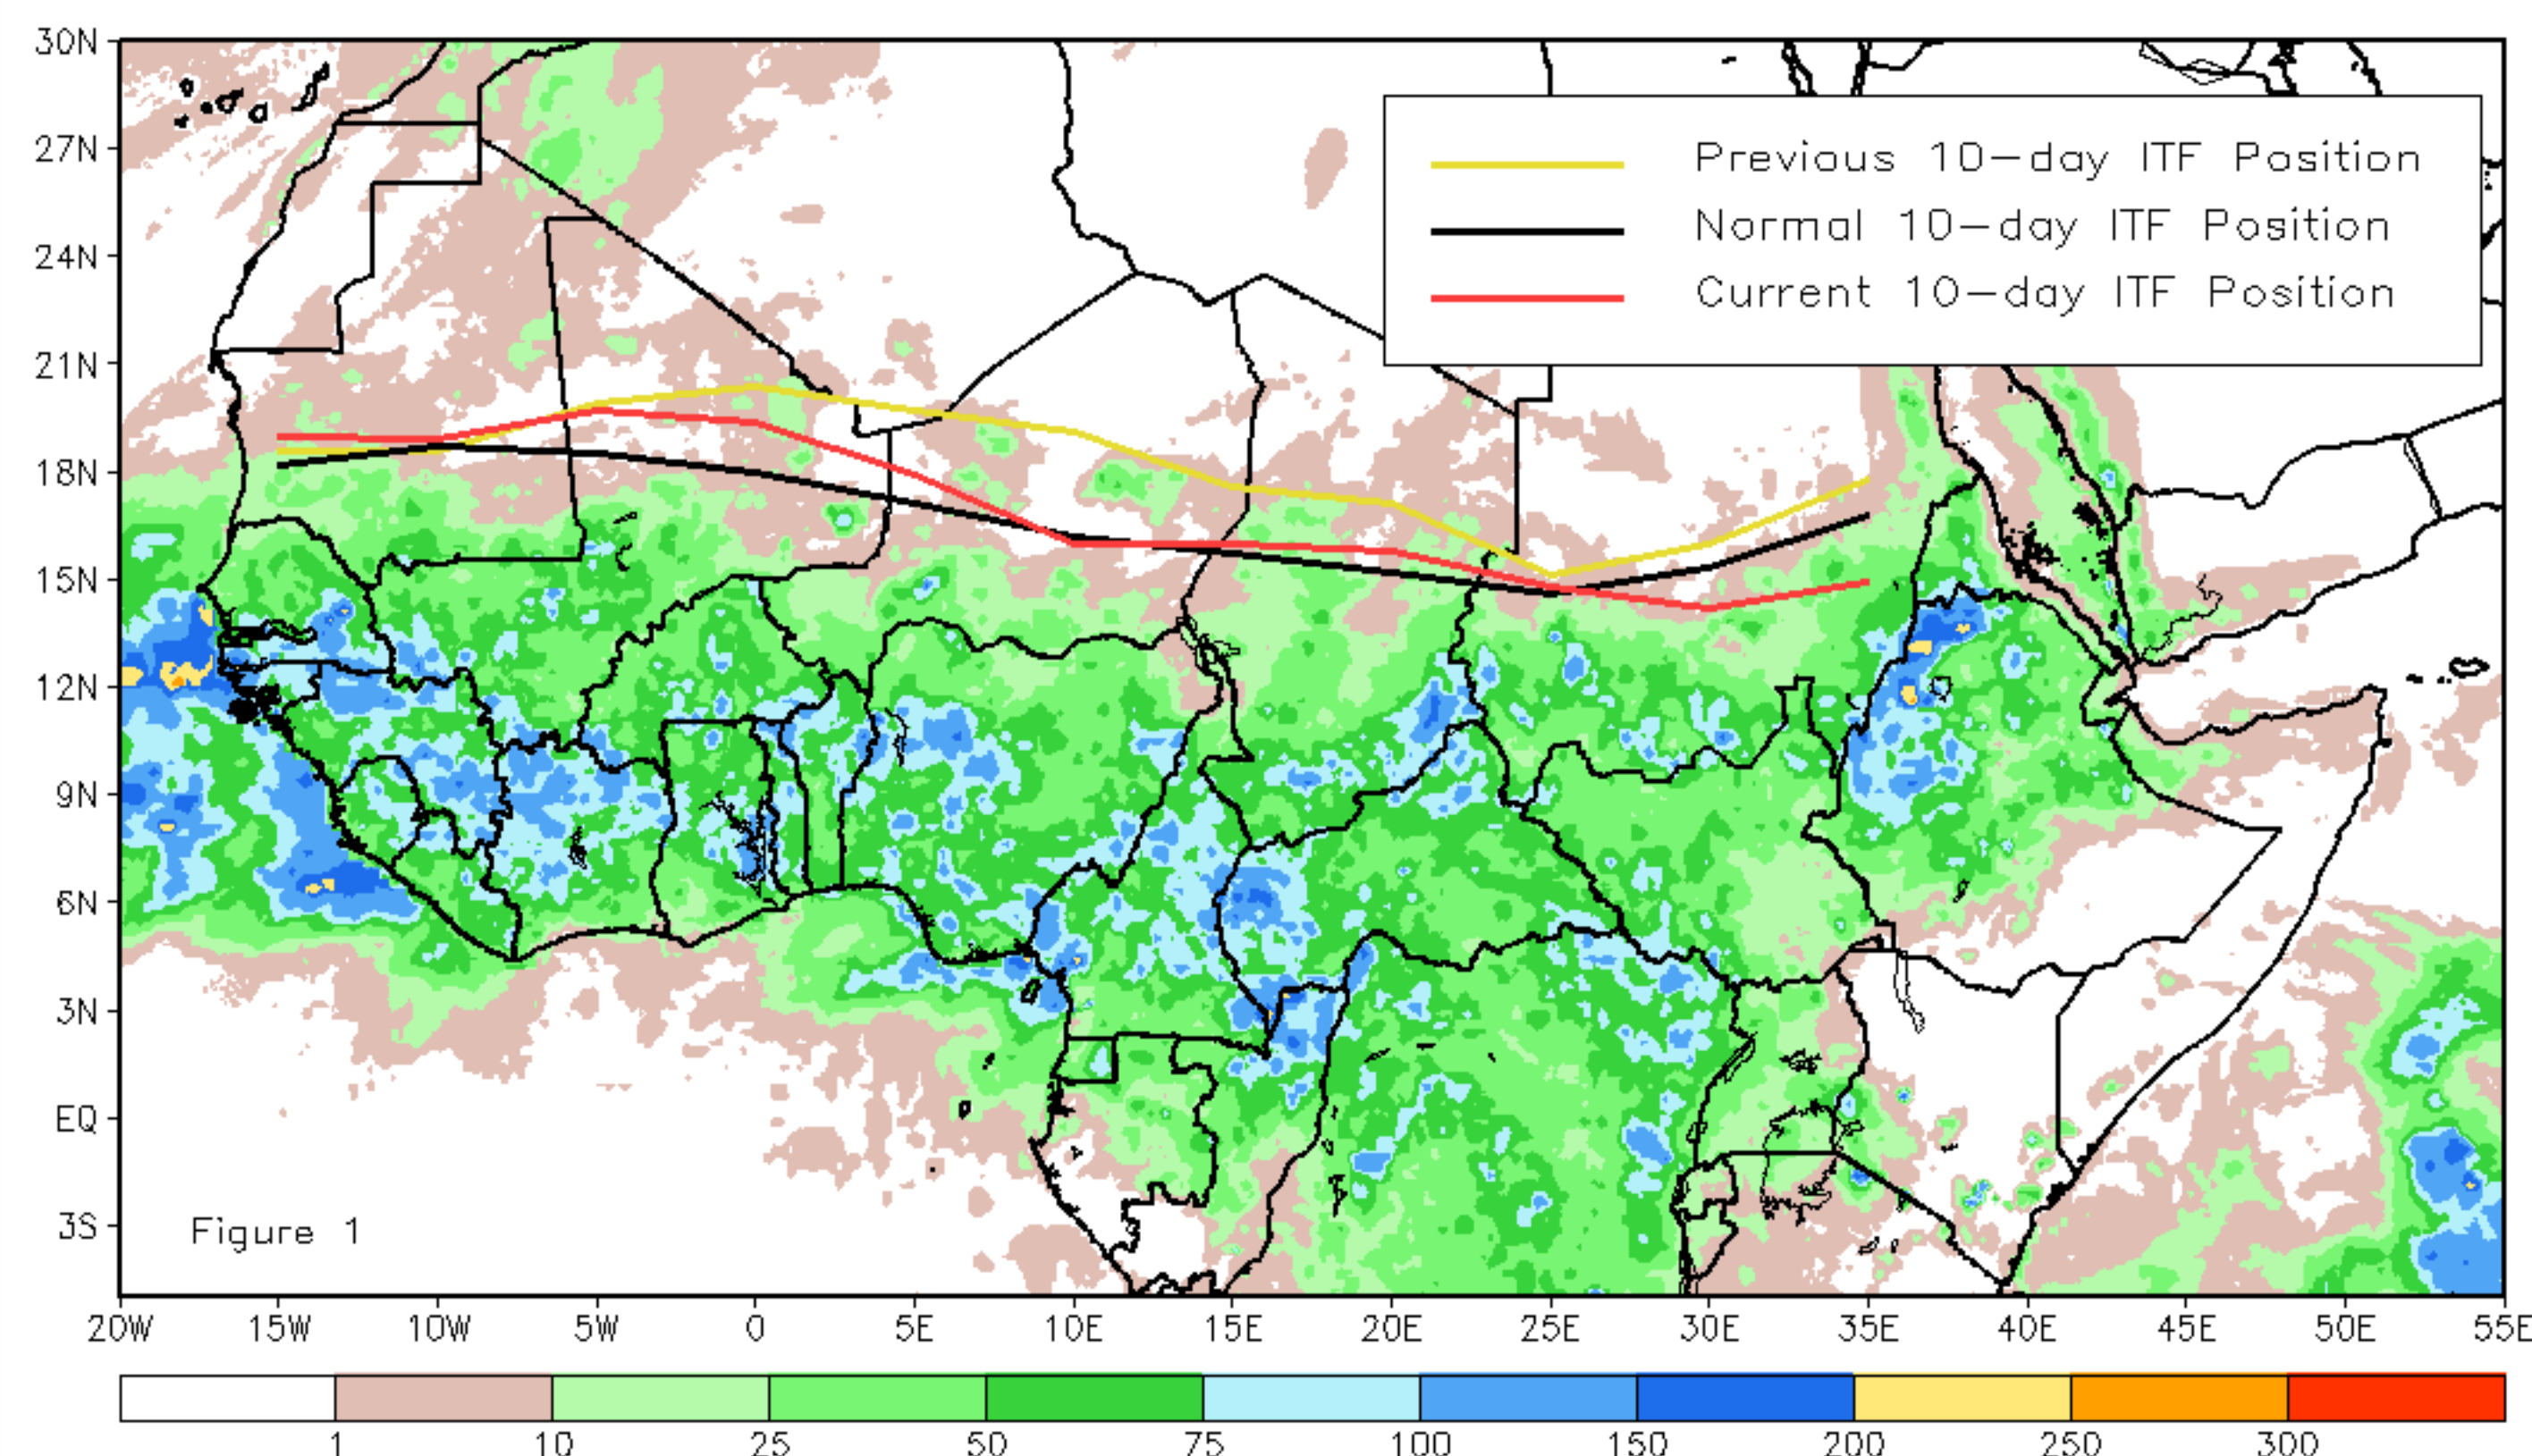 30N
27N
24N
21N
18N
15N
12N
9N
6N
3N
EQ
3S
Previous 10-day ITF Position
Normal 10-day ITF Position
Current 10-day ITF Position
Figure 1
20W 15W 10W 5W 0 5E 10E 15E 20E 25E 30E 35E 40E 45E 50E 55E
1 10 25 50 75 100 150 200 250 300